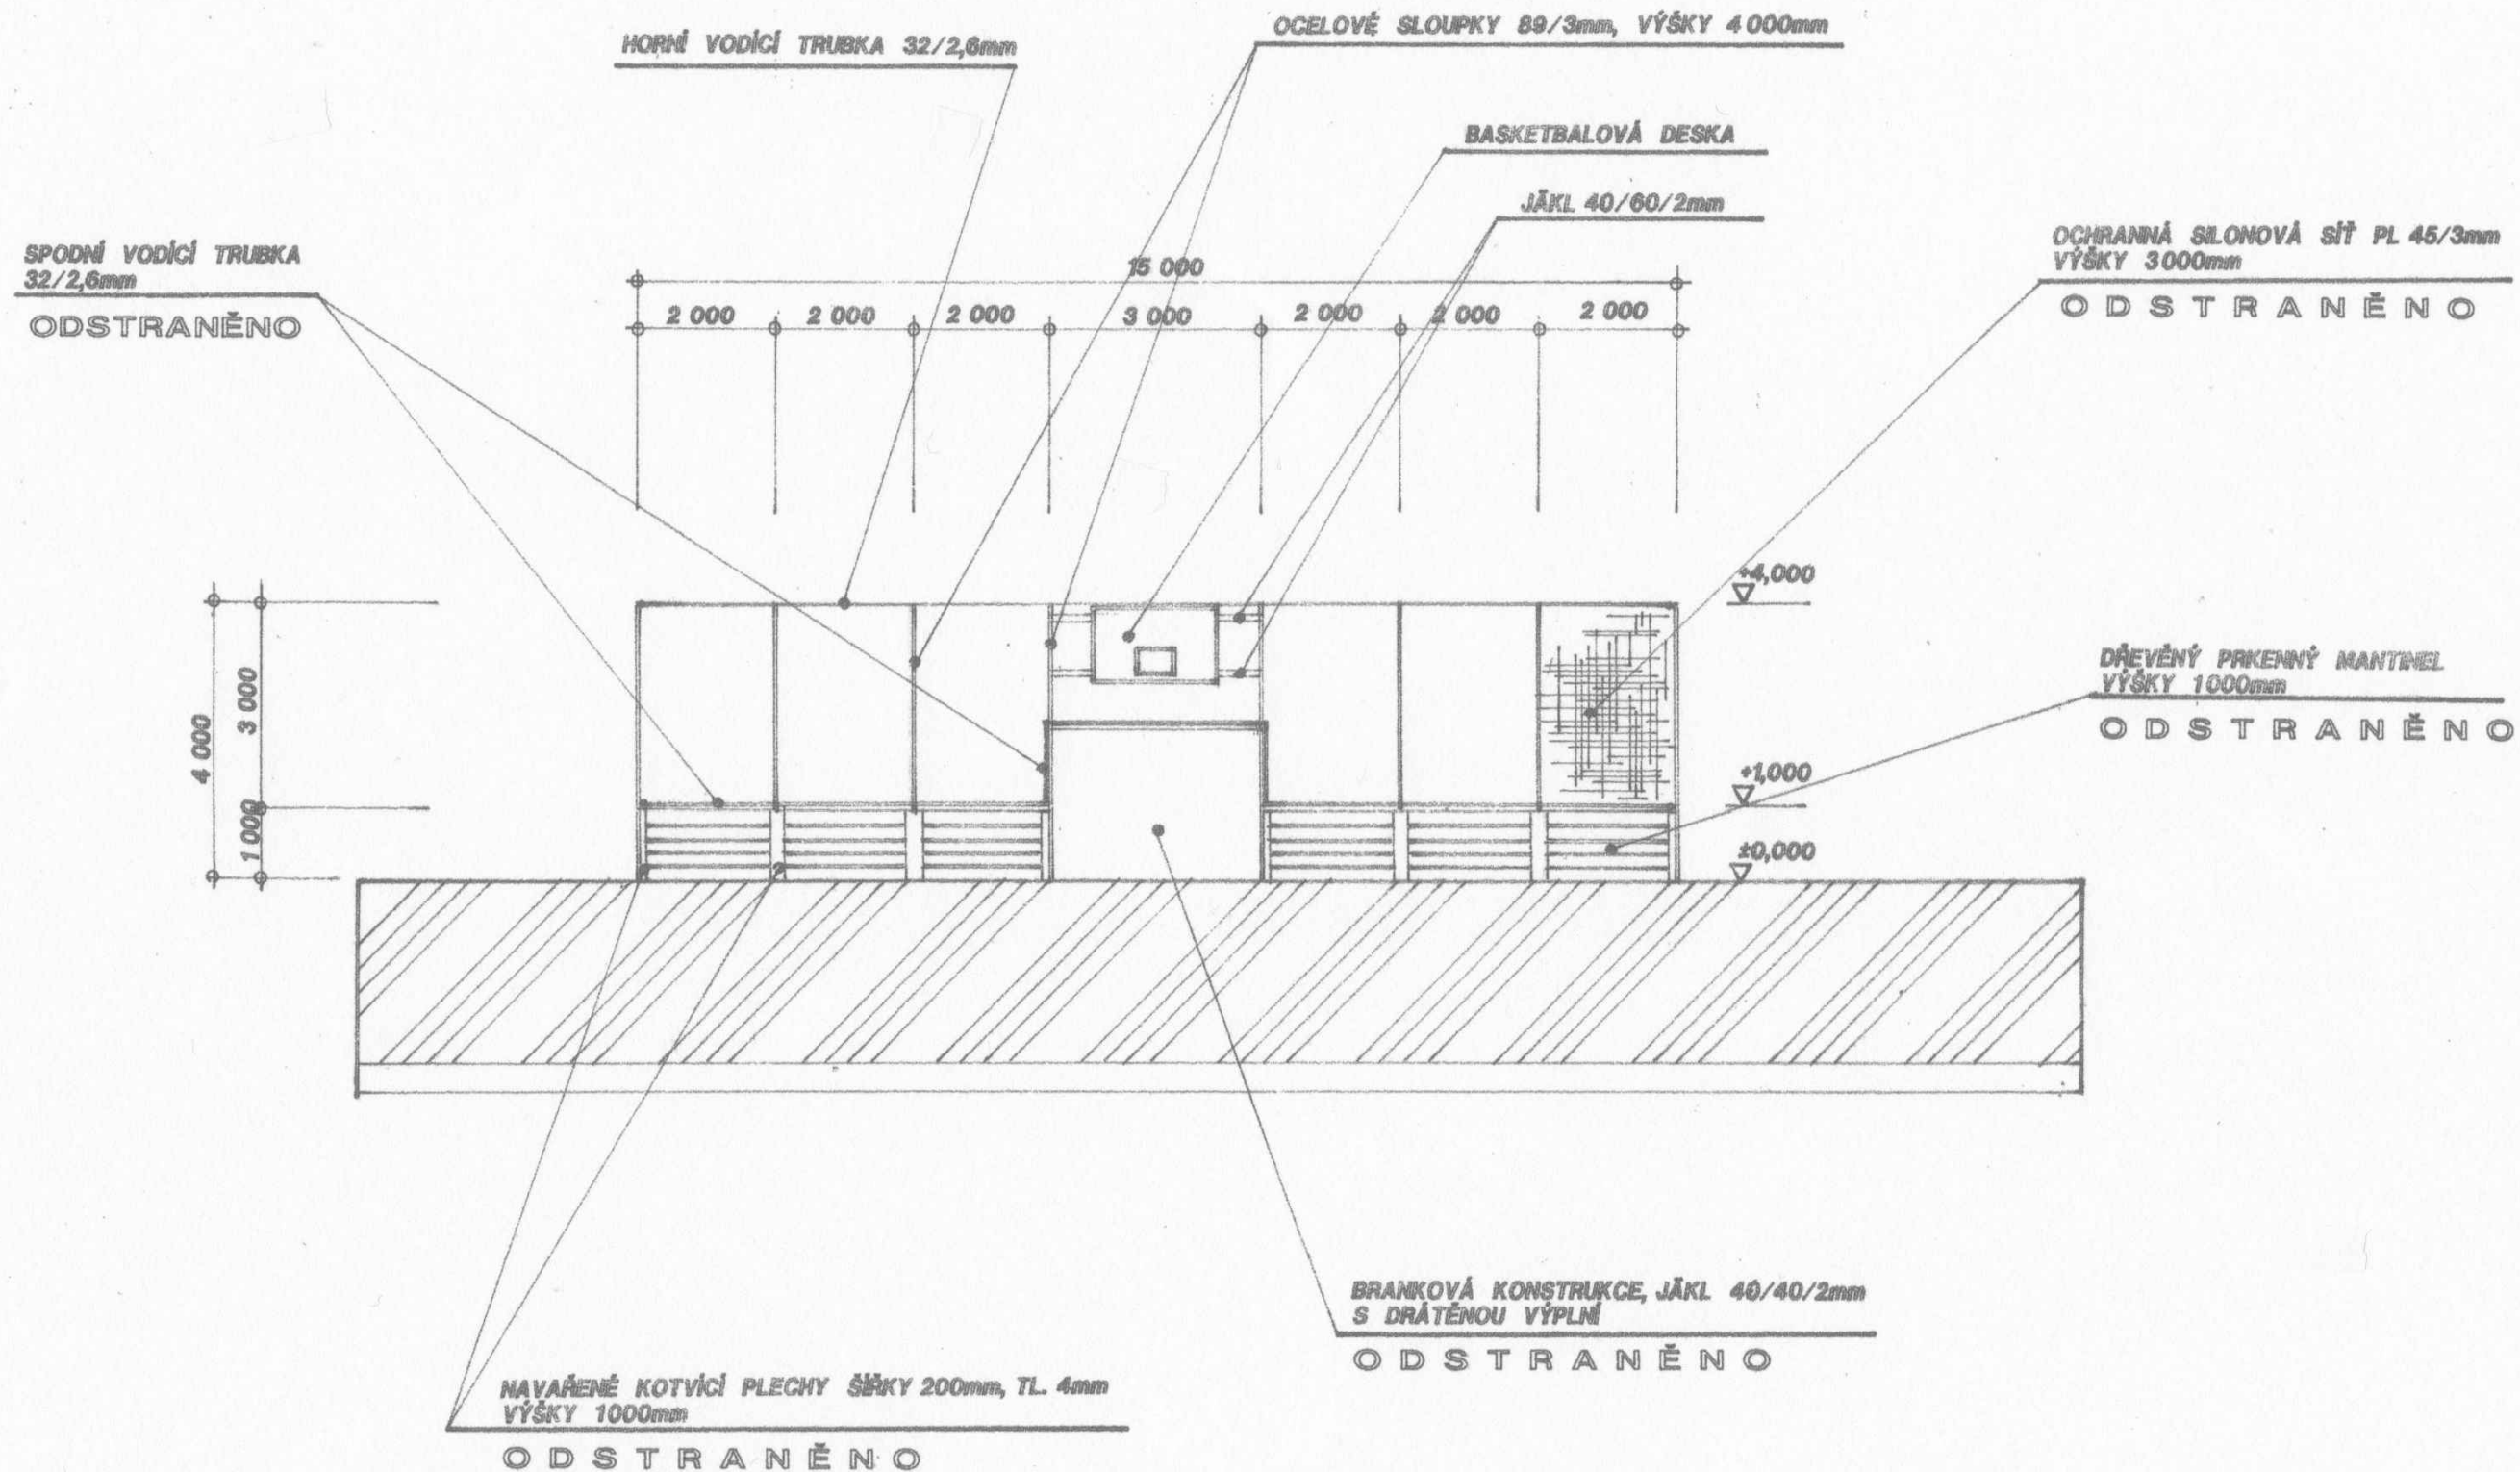 HORNÍ VODÍCÍ TRUBKA 32/2,6mm
OCELOVÉ SLOUPKY 89/3mm, VÝŠKY 4000mm
BASKETBALOVÁ DESKA
JÄKL 40/60/2mm
SPODNÍ VODÍCÍ TRUBKA
32/2,6mm
ODSTRANĚNO
OCHRANNÁ SILONOVÁ SÍŤ PL 45/3mm
VÝŠKY 3000mm
ODSTRANĚNO
15 000
2 000 2 000 2 000 3 000 2 000 2 000 2 000
+4,000
DŘEVĚNÝ PRKENNÝ MANTINEL
VÝŠKY 1000mm
ODSTRANĚNO
4 000
3 000
1000
+1,000
±0,000
BRANKOVÁ KONSTRUKCE, JÄKL 40/40/2mm
S DRÁTĚNOU VÝPLNÍ
ODSTRANĚNO
NAVAŘENÉ KOTVÍCÍ PLECHY ŠÍŘKY 200mm, TL. 4mm
VÝŠKY 1000mm
ODSTRANĚNO